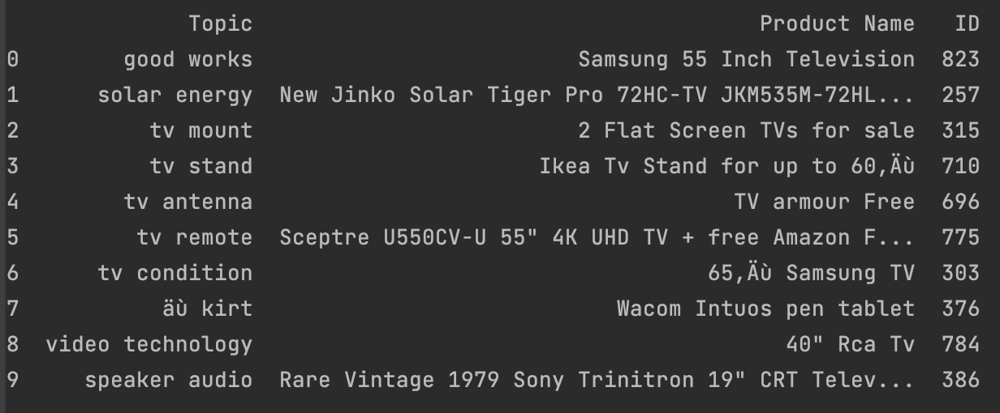 Topic Product Name ID
0 good works Samsung 55 Inch Television 823
1 solar energy New Jinko Solar Tiger Pro 72HC-TV JKM535M-72HL... 257
2 tv mount 2 Flat Screen TVs for sale 315
3 tv stand Ikea Tv Stand for up to 60‚Äù 710
4 tv antenna TV armour Free 696
5 tv remote Sceptre U550CV-U 55" 4K UHD TV + free Amazon F... 775
6 tv condition 65‚Äù Samsung TV 303
7 äù kirt Wacom Intuos pen tablet 376
8 video technology 40" Rca Tv 784
9 speaker audio Rare Vintage 1979 Sony Trinitron 19" CRT Telev... 386